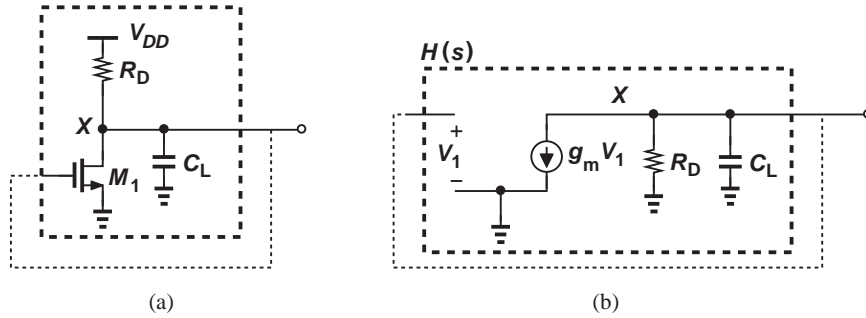 V_DD
R_D
X
C_L
M_1
(a)
H(s)
X
+
V_1
−
g_m V_1
R_D
C_L
(b)